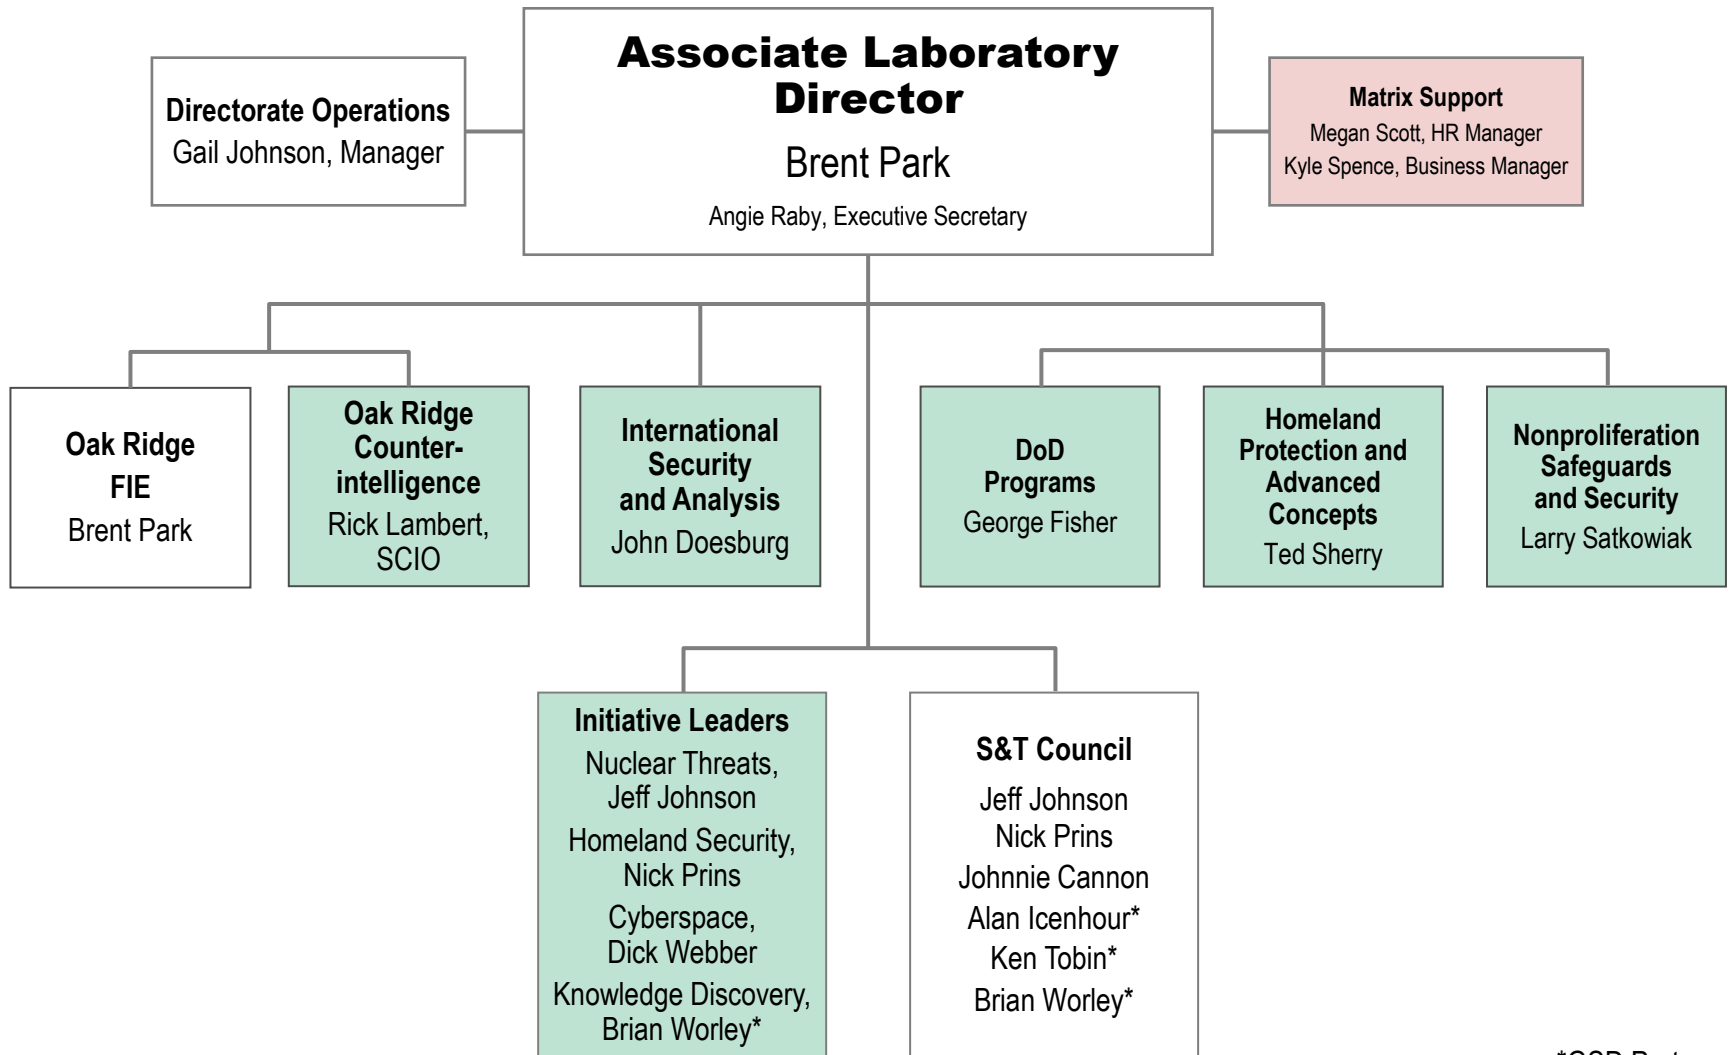 Associate Laboratory
Director
Brent Park
Angie Raby, Executive Secretary
Directorate Operations
Gail Johnson, Manager
Matrix Support
Megan Scott, HR Manager
Kyle Spence, Business Manager
Oak Ridge
FIE
Brent Park
Oak Ridge
Counter-
intelligence
Rick Lambert,
SCIO
International
Security
and Analysis
John Doesburg
DoD
Programs
George Fisher
Homeland
Protection and
Advanced
Concepts
Ted Sherry
Nonproliferation
Safeguards
and Security
Larry Satkowiak
Initiative Leaders
Nuclear Threats,
Jeff Johnson
Homeland Security,
Nick Prins
Cyberspace,
Dick Webber
Knowledge Discovery,
Brian Worley*
S&T Council
Jeff Johnson
Nick Prins
Johnnie Cannon
Alan Icenhour*
Ken Tobin*
Brian Worley*